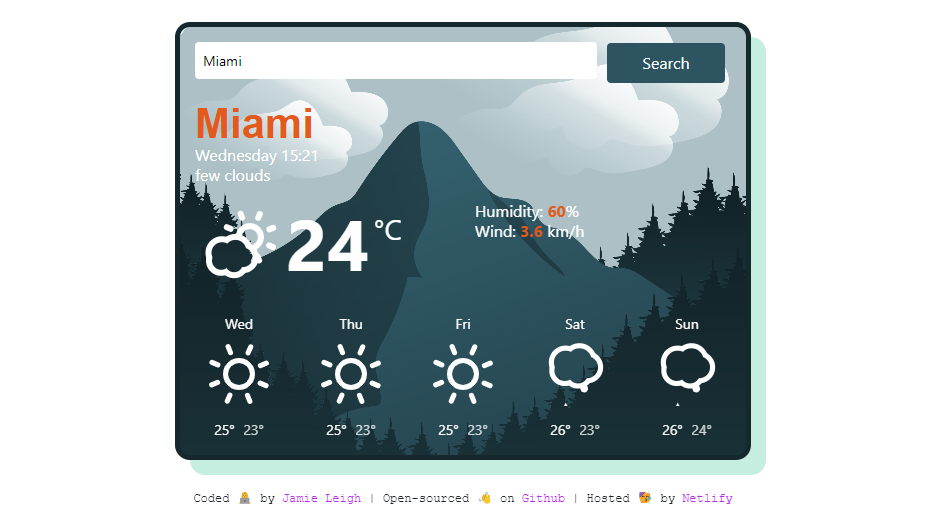 Miami
Search
Miami
Wednesday 15:21
few clouds
24 °C
Humidity: 60%
Wind: 3.6 km/h
Wed Thu Fri Sat Sun
25° 23° 25° 23° 25° 23° 26° 23° 26° 24°
Coded 👩‍💻 by Jamie Leigh | Open-sourced 👋 on Github | Hosted 🥳 by Netlify